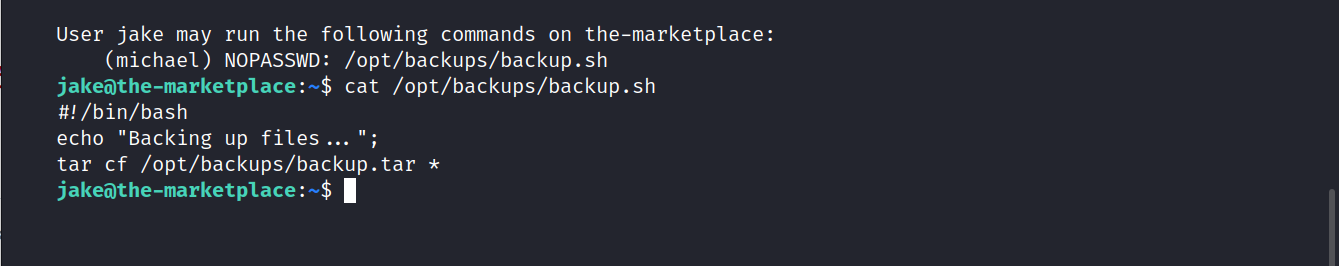 User jake may run the following commands on the-marketplace:
    (michael) NOPASSWD: /opt/backups/backup.sh
jake@the-marketplace:~$ cat /opt/backups/backup.sh
#!/bin/bash
echo "Backing up files...";
tar cf /opt/backups/backup.tar *
jake@the-marketplace:~$